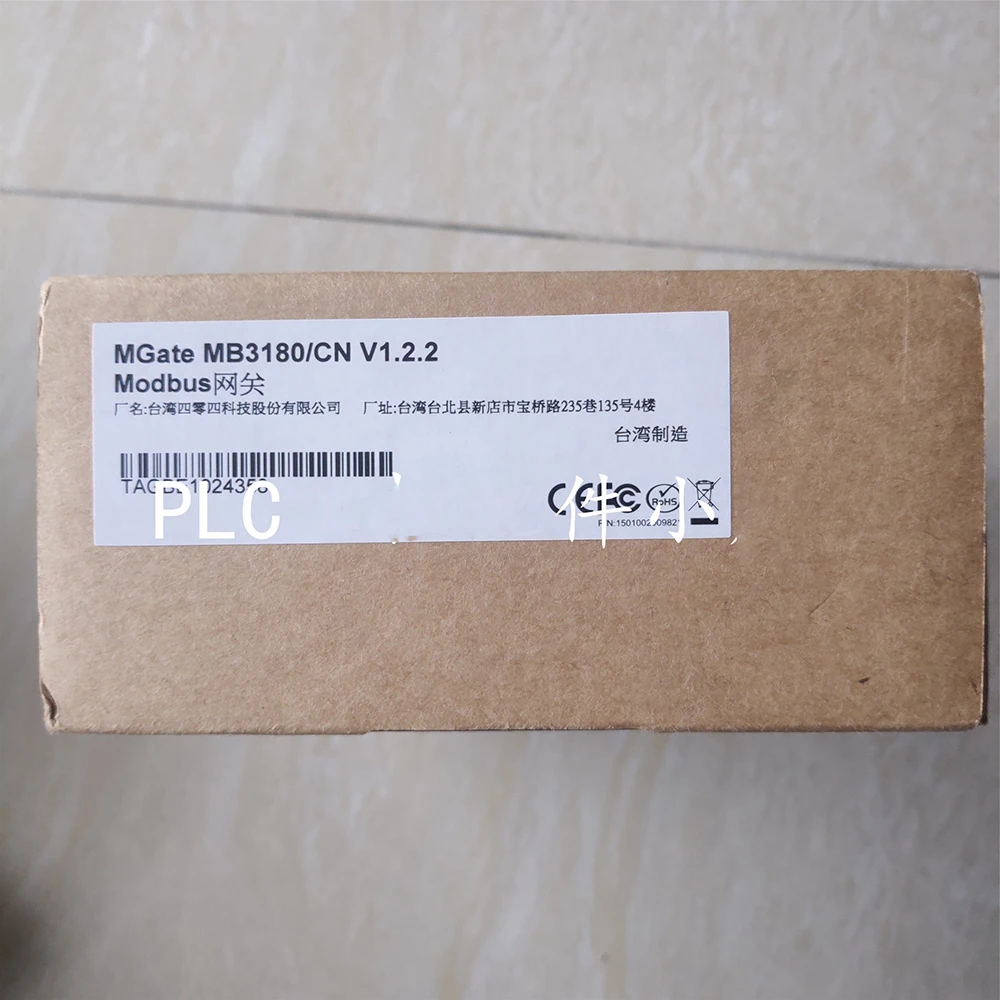 MGate MB3180/CN V1.2.2
Modbus网关
厂名:台湾四零四科技股份有限公司 厂址:台湾台北县新店市宝桥路235巷135号4楼
台湾制造
PLC 件小
RoHS